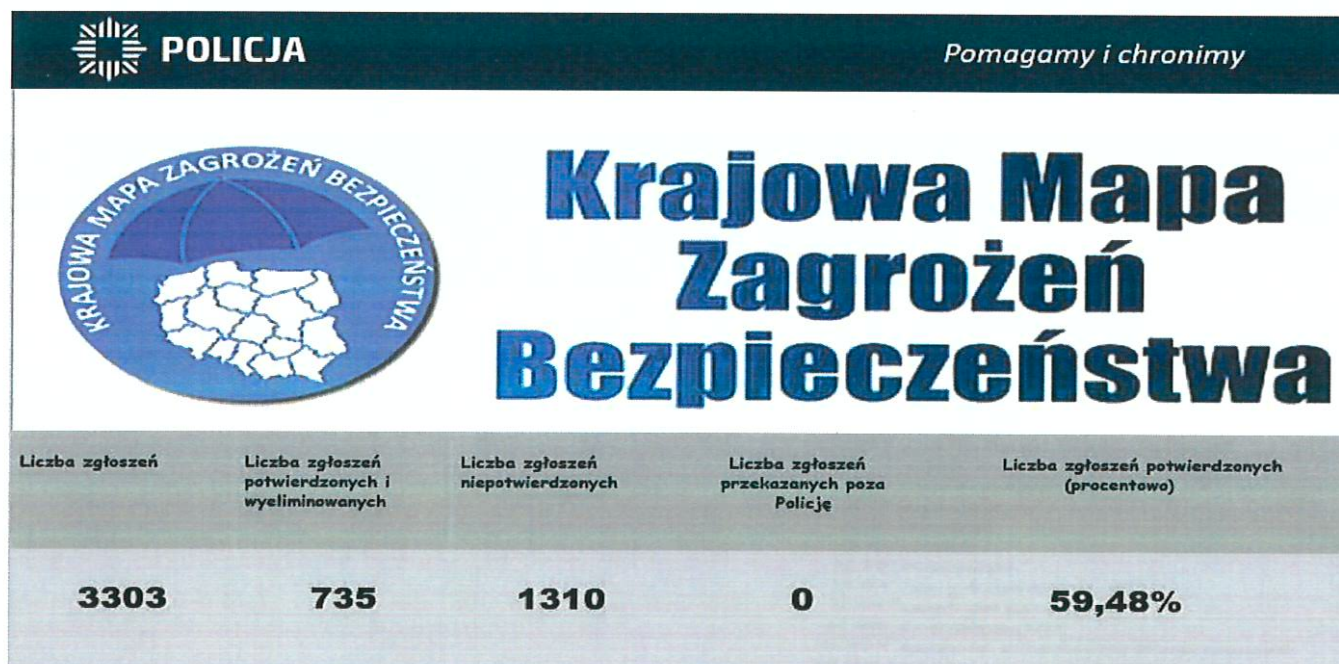 POLICJA
Pomagamy i chronimy
KRAJOWA MAPA ZAGROŻEŃ BEZPIECZEŃSTWA
Krajowa Mapa
Zagrożeń
Bezpieczeństwa
Liczba zgłoszeń
Liczba zgłoszeń
potwierdzonych i
wyeliminowanych
Liczba zgłoszeń
niepotwierdzonych
Liczba zgłoszeń
przekazanych poza
Policję
Liczba zgłoszeń potwierdzonych
(procentowo)
3303
735
1310
0
59,48%